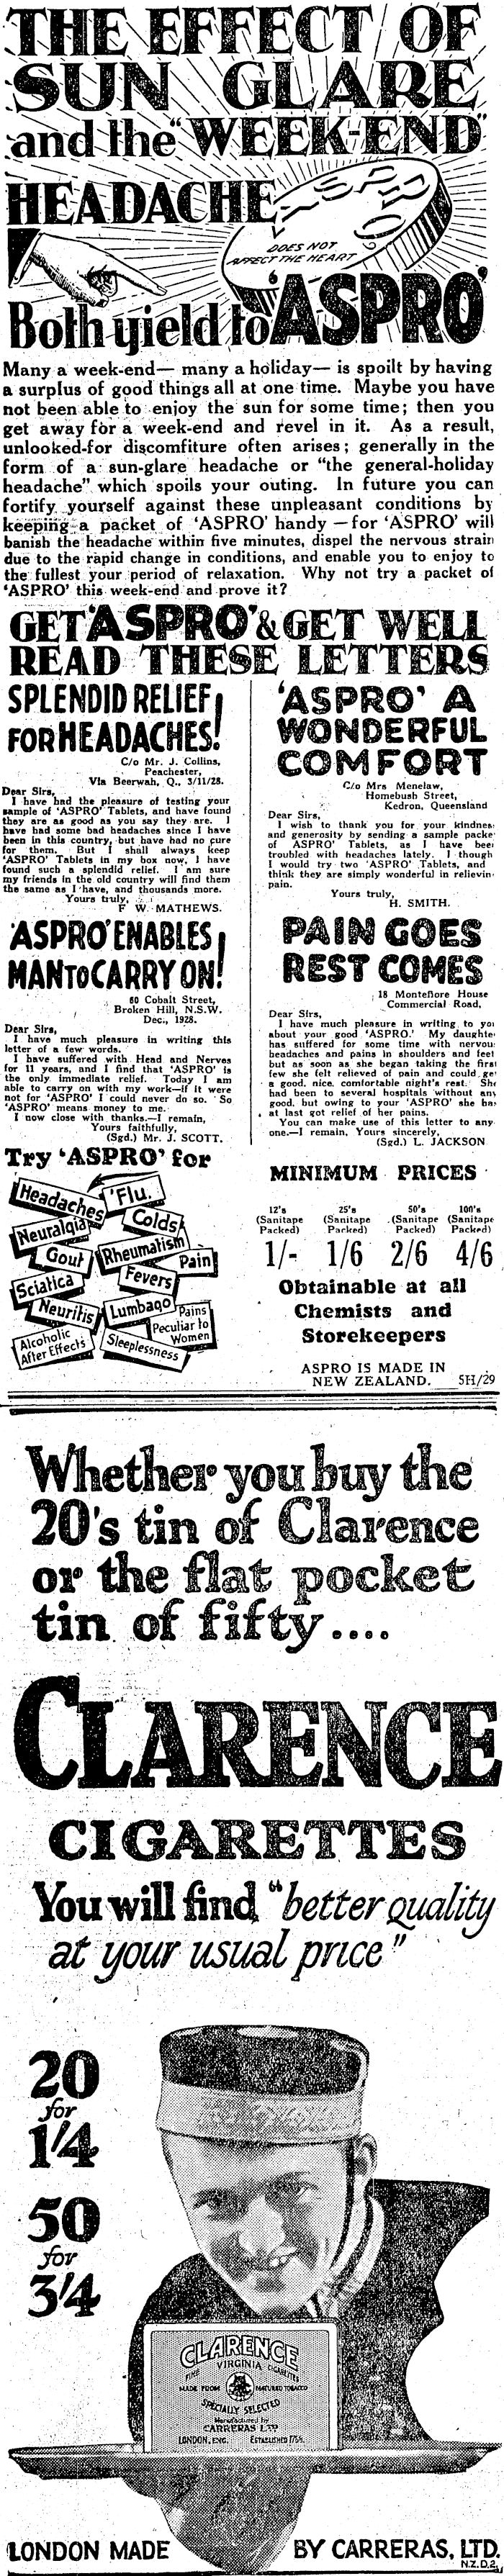 THE EFFECT OF
SUN GLARE
and the "WEEK-END"
HEADACHE
ASPRO
DOES NOT
AFFECT THE HEART
Both yield to 'ASPRO'
Many a week-end— many a holiday— is spoilt by having
a surplus of good things all at one time. Maybe you have
not been able to enjoy the sun for some time; then you
get away for a week-end and revel in it. As a result,
unlooked-for discomfiture often arises; generally in the
form of a sun-glare headache or "the general-holiday
headache" which spoils your outing. In future you can
fortify yourself against these unpleasant conditions by
keeping a packet of 'ASPRO' handy —for 'ASPRO' will
banish the headache within five minutes, dispel the nervous strain
due to the rapid change in conditions, and enable you to enjoy to
the fullest your period of relaxation. Why not try a packet of
'ASPRO' this week-end and prove it?
GET 'ASPRO' & GET WELL
READ THESE LETTERS
SPLENDID RELIEF
FOR HEADACHES!
C/o Mr. J. Collins,
Peachester,
Via Beerwah, Q., 3/11/28.
Dear Sirs,
I have had the pleasure of testing your
sample of 'ASPRO' Tablets, and have found
they are as good as you say they are. I
have had some bad headaches since I have
been in this country, but have had no cure
for them. But I shall always keep
'ASPRO' Tablets in my box now, I have
found such a splendid relief. I am sure
my friends in the old country will find them
the same as I have, and thousands more.
Yours truly,
F. W. MATHEWS.
'ASPRO' ENABLES
MAN TO CARRY ON!
60 Cobalt Street,
Broken Hill, N.S.W.
Dec., 1928.
Dear Sirs,
I have much pleasure in writing this
letter of a few words.
I have suffered with Head and Nerves
for 11 years, and I find that 'ASPRO' is
the only immediate relief. Today I am
able to carry on with my work—if it were
not for 'ASPRO' I could never do so. So
'ASPRO' means money to me.
I now close with thanks.—I remain,
Yours faithfully,
(Sgd.) Mr. J. SCOTT.
Try 'ASPRO' for
Headaches
'Flu.
Neuralgia
Colds
Gout
Rheumatism
Pain
Sciatica
Fevers
Neuritis
Lumbago
Pains
Peculiar to
Women
Alcoholic
After Effects
Sleeplessness
'ASPRO' A
WONDERFUL
COMFORT
C/o Mrs Menelaw,
Homebush Street,
Kedron, Queensland
Dear Sirs,
I wish to thank you for your kindnes
and generosity by sending a sample packe
of ASPRO' Tablets, as I have bee
troubled with headaches lately. I though
I would try two 'ASPRO' Tablets, and
think they are simply wonderful in relievin
pain.
Yours truly,
H. SMITH.
PAIN GOES
REST COMES
18 Montefiore House
Commercial Road,
Dear Sirs,
I have much pleasure in writing to yo
about your good 'ASPRO.' My daughte
has suffered for some time with nervou
headaches and pains in shoulders and feet
but as soon as she began taking the firs
few she felt relieved of pain and could ge
a good, nice, comfortable night's rest. She
had been to several hospitals without any
good, but owing to your 'ASPRO' she ha
at last got relief of her pains.
You can make use of this letter to any
one.—I remain, Yours sincerely,
(Sgd.) L. JACKSON
MINIMUM PRICES
12's 25's 50's 100's
(Sanitape (Sanitape (Sanitape (Sanitape
Packed) Packed) Packed) Packed)
1/- 1/6 2/6 4/6
Obtainable at all
Chemists and
Storekeepers
ASPRO IS MADE IN
NEW ZEALAND. 5H/29
Whether you buy the
20's tin of Clarence
or the flat pocket
tin of fifty ....
CLARENCE
CIGARETTES
You will find "better quality
at your usual price"
20
for
1/4
50
for
3/4
CLARENCE
FINE VIRGINIA CIGARETTES
MADE FROM MATURED TOBACCO
SPECIALLY SELECTED
Manufactured by
CARRERAS LTD
LONDON, ENG. ESTABLISHED 1788.
LONDON MADE BY CARRERAS, LTD.
N.Z.D.2.